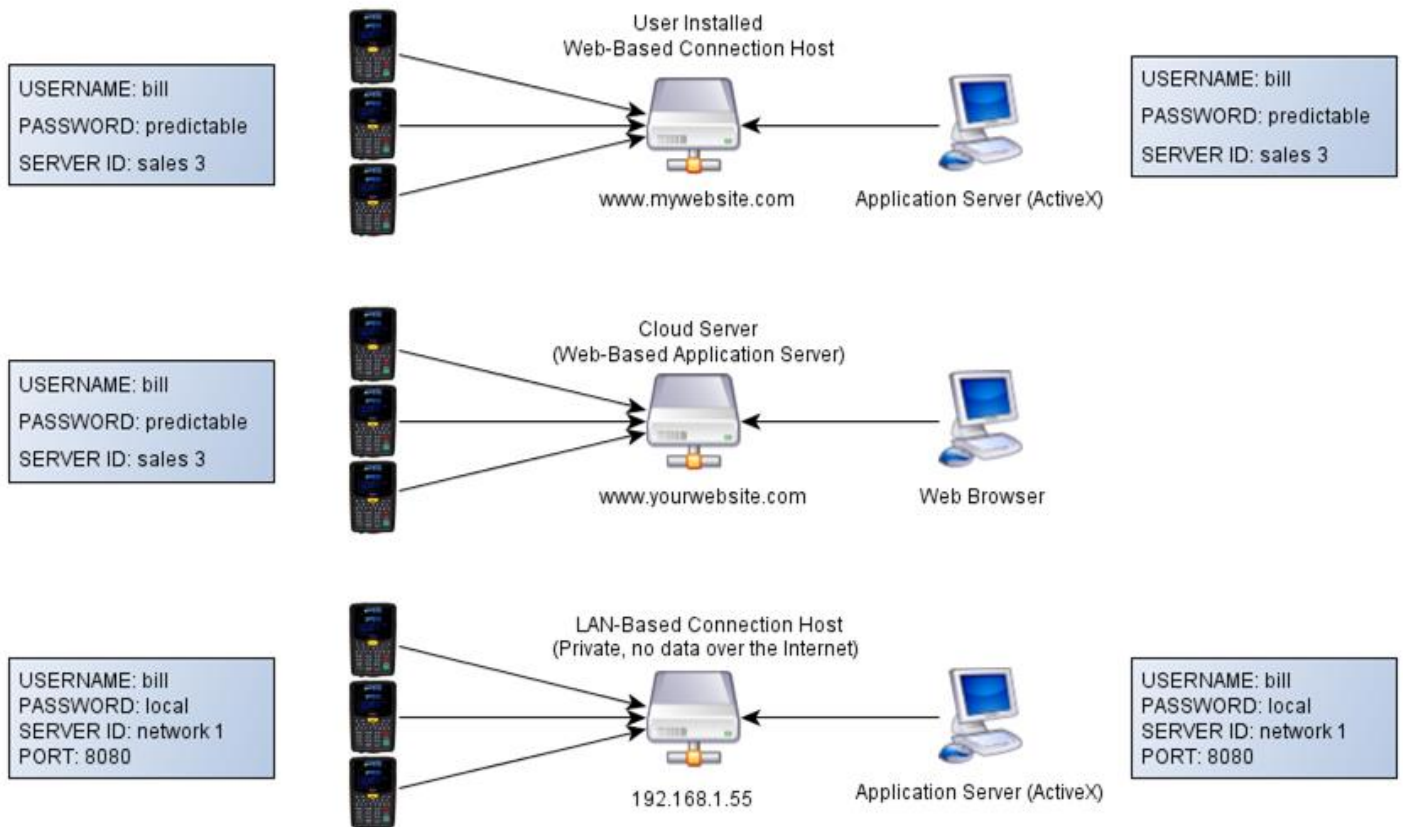 User Installed
Web-Based Connection Host
USERNAME: bill
PASSWORD: predictable
SERVER ID: sales 3
www.mywebsite.com
Application Server (ActiveX)
USERNAME: bill
PASSWORD: predictable
SERVER ID: sales 3
Cloud Server
(Web-Based Application Server)
USERNAME: bill
PASSWORD: predictable
SERVER ID: sales 3
www.yourwebsite.com
Web Browser
LAN-Based Connection Host
(Private, no data over the Internet)
USERNAME: bill
PASSWORD: local
SERVER ID: network 1
PORT: 8080
192.168.1.55
Application Server (ActiveX)
USERNAME: bill
PASSWORD: local
SERVER ID: network 1
PORT: 8080